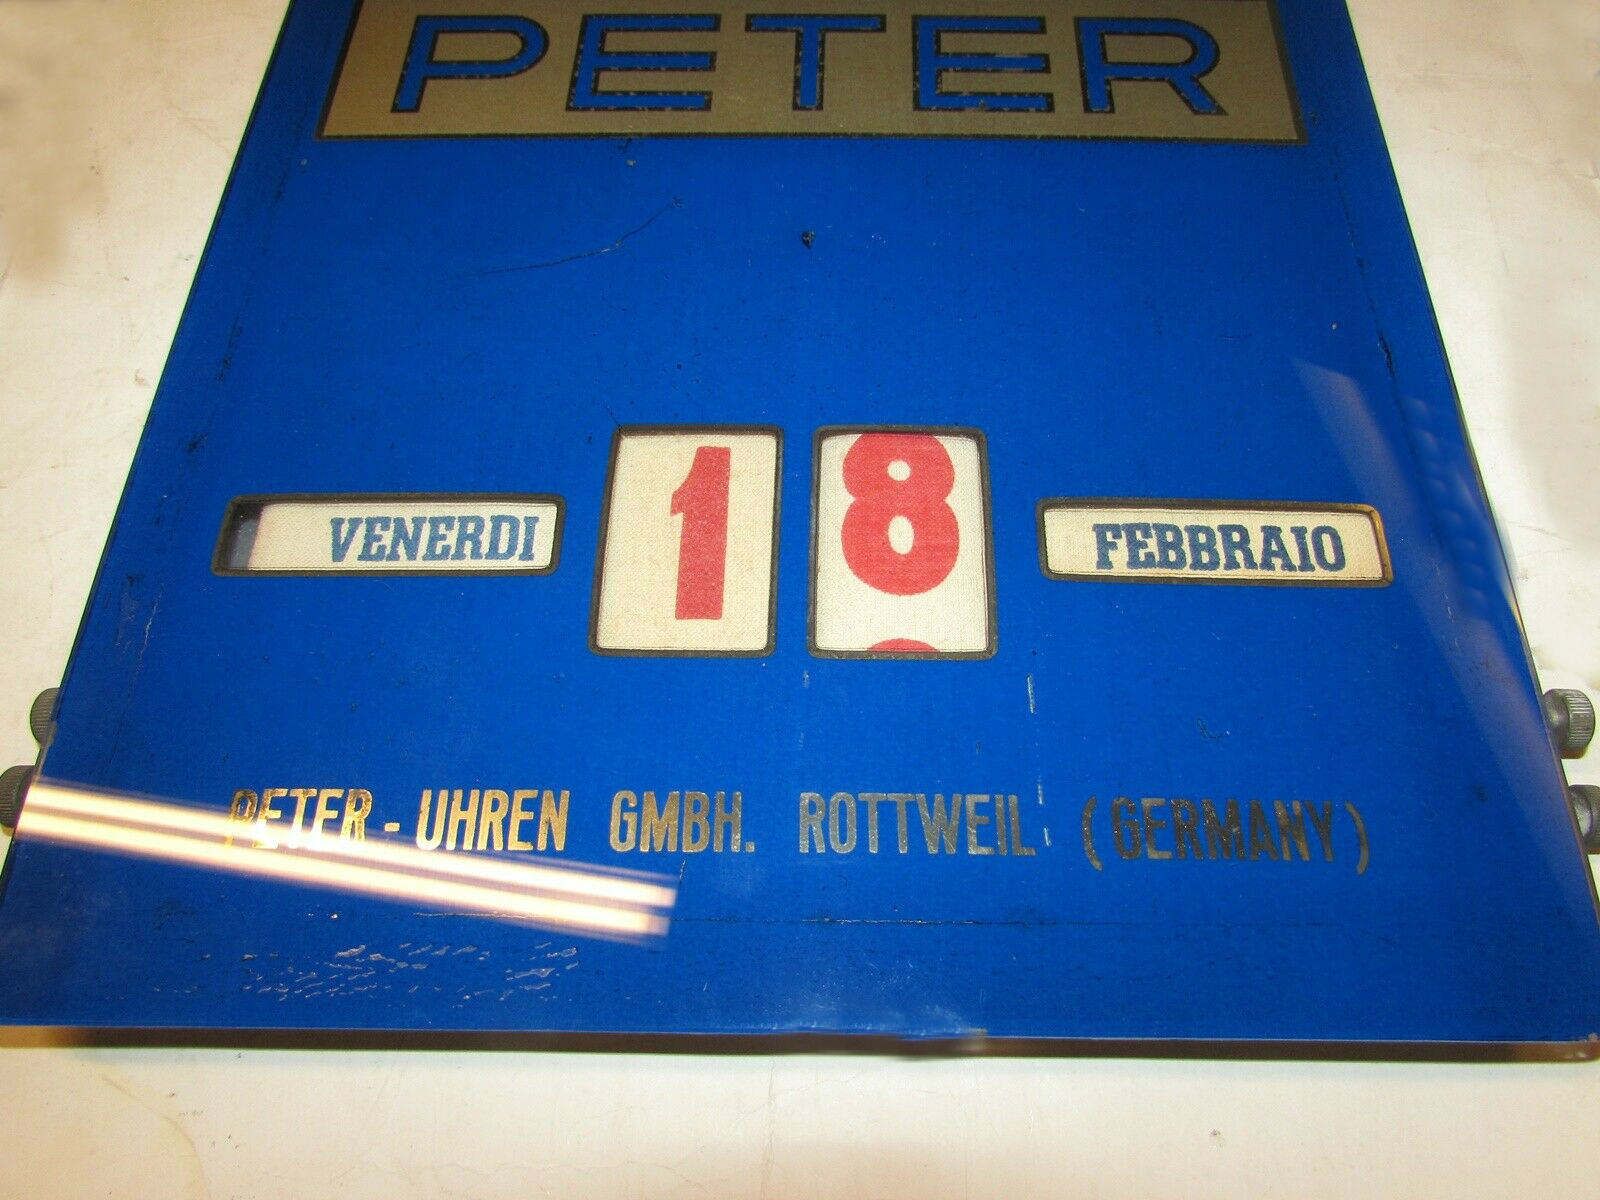 PETER
VENERDI 18 FEBBRAIO
PETER - UHREN GMBH. ROTTWEIL (GERMANY)